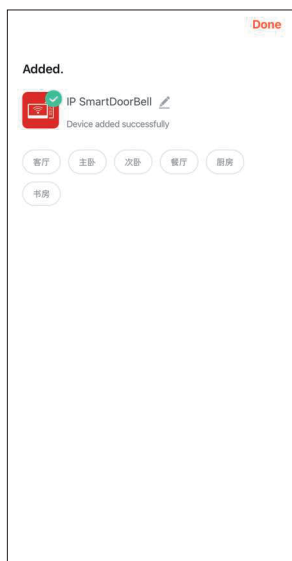 Done
Added.
IP SmartDoorBell
Device added successfully
客厅 主卧 次卧 餐厅 厨房
书房